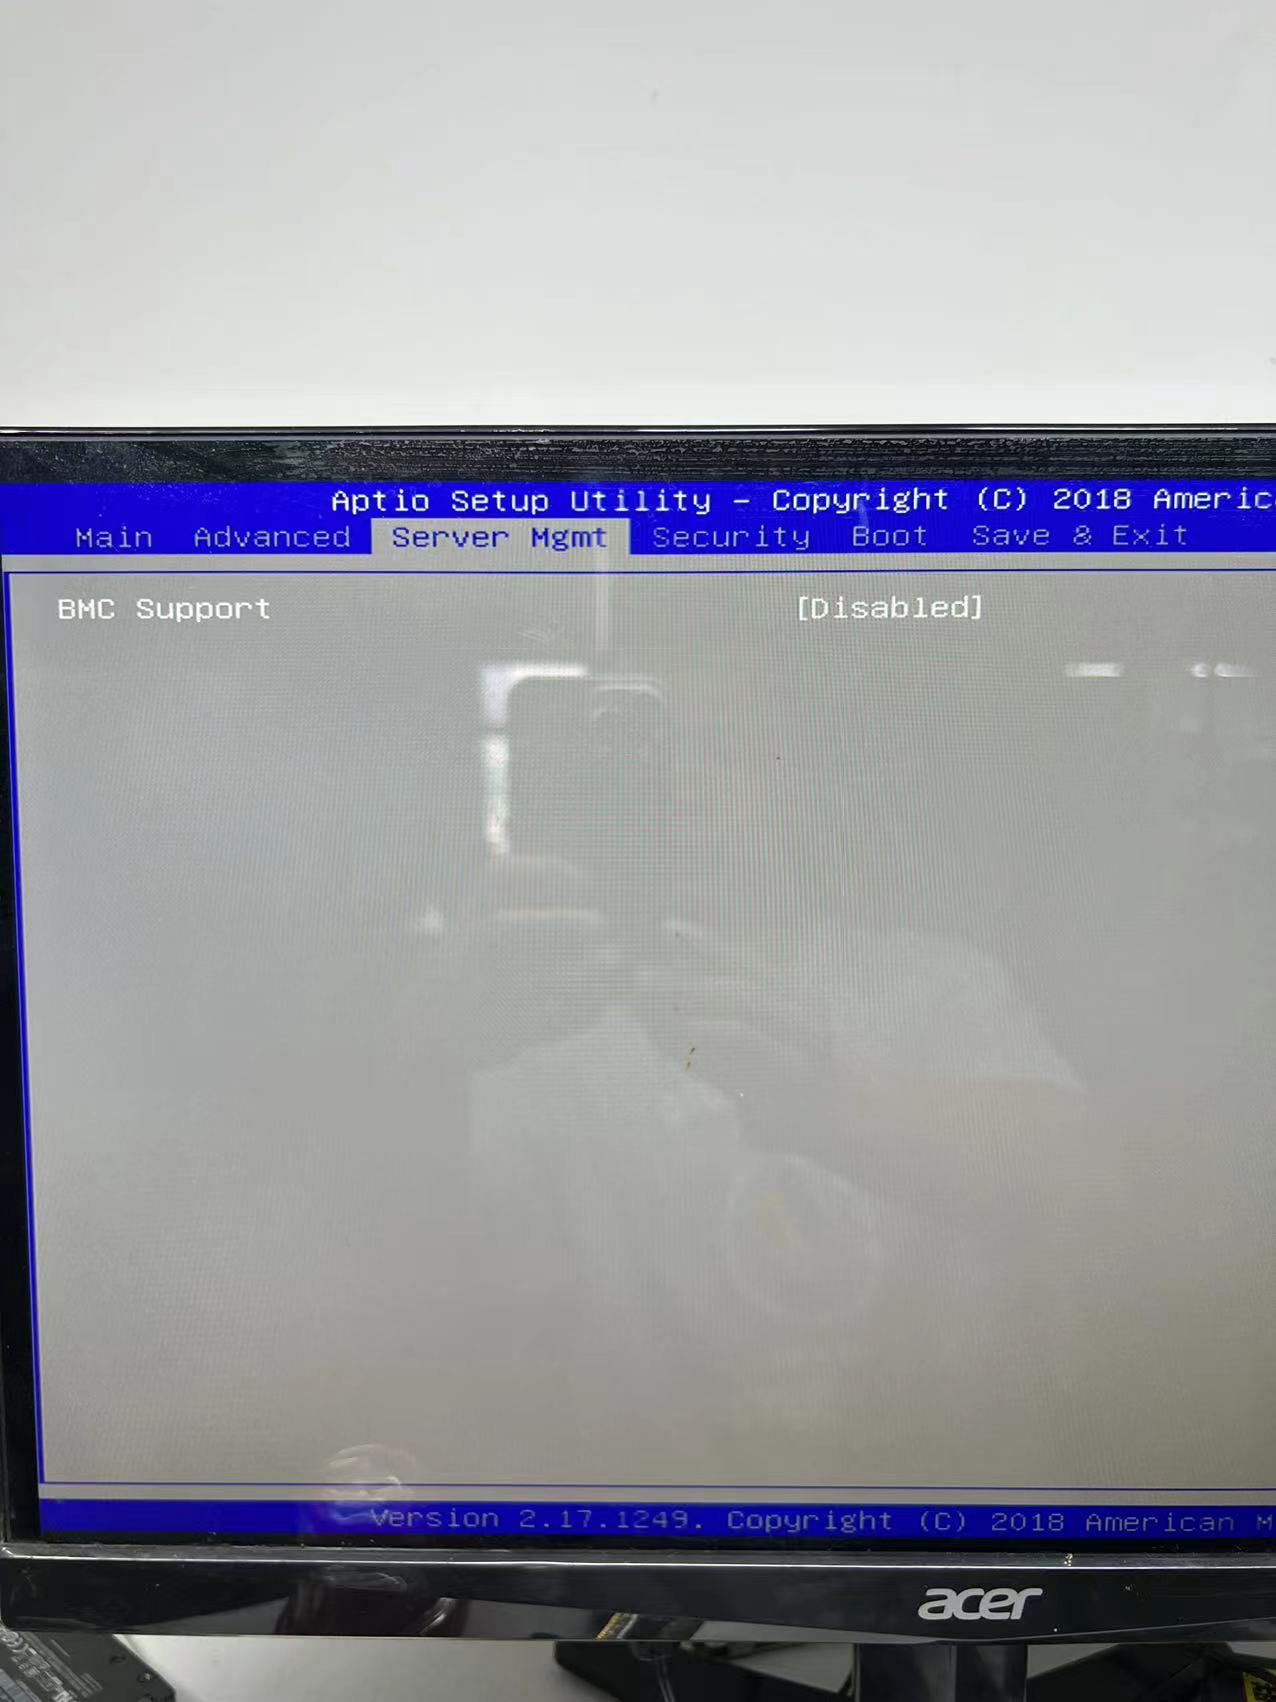 Aptio Setup Utility - Copyright (C) 2018 Americ
Main Advanced Server Mgmt Security Boot Save & Exit
BMC Support [Disabled]
Version 2.17.1249. Copyright (C) 2018 American M
acer